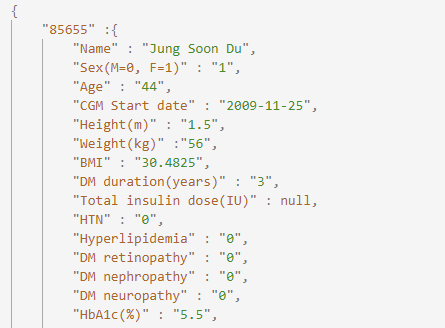 {
"85655" :{
"Name" : "Jung Soon Du",
"Sex(M=0, F=1)" : "1",
"Age" : "44",
"CGM Start date" : "2009-11-25",
"Height(m)" : "1.5",
"Weight(kg)" :"56",
"BMI" : "30.4825",
"DM duration(years)" : "3",
"Total insulin dose(IU)" : null,
"HTN" : "0",
"Hyperlipidemia" : "0",
"DM retinopathy" : "0",
"DM nephropathy" : "0",
"DM neuropathy" : "0",
"HbA1c(%)" : "5.5",